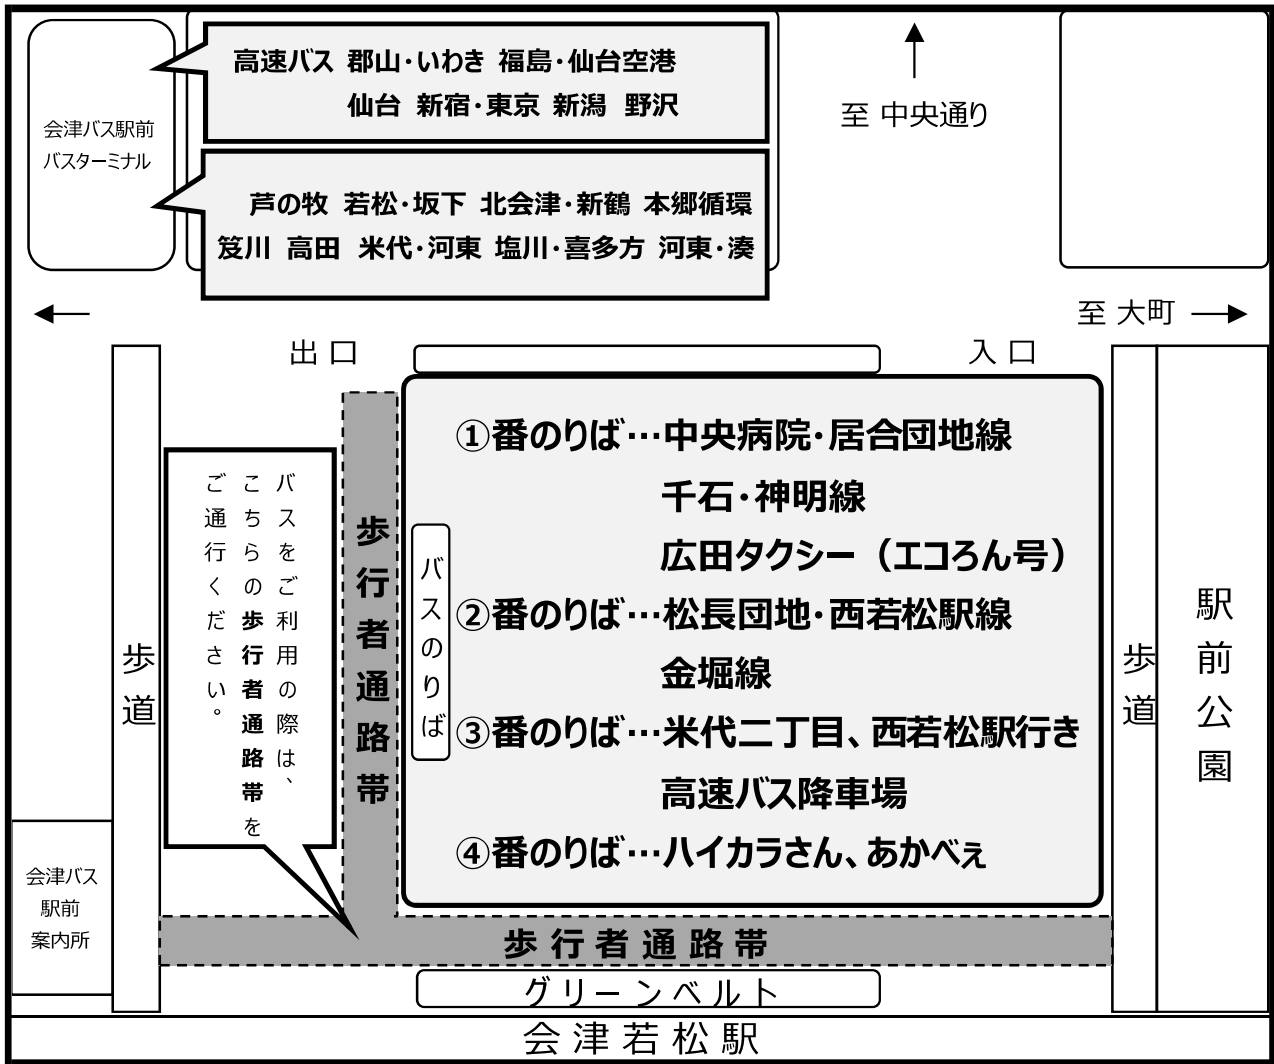 高速バス 郡山・いわき 福島・仙台空港
仙台 新宿・東京 新潟 野沢
会津バス駅前
バスターミナル
芦の牧 若松・坂下 北会津・新鶴 本郷循環
笈川 高田 米代・河東 塩川・喜多方 河東・湊
至 中央通り
至 大町
出口
入口
①番のりば…中央病院・居合団地線
千石・神明線
広田タクシー（エコろん号）
②番のりば…松長団地・西若松駅線
金堀線
③番のりば…米代二丁目、西若松駅行き
高速バス降車場
④番のりば…ハイカラさん、あかべぇ
バスのりば
歩行者通路帯
バスをご利用の際は、
こちらの歩行者通路帯を
ご通行ください。
歩道
歩道
駅前公園
会津バス
駅前
案内所
歩行者通路帯
グリーンベルト
会津若松駅